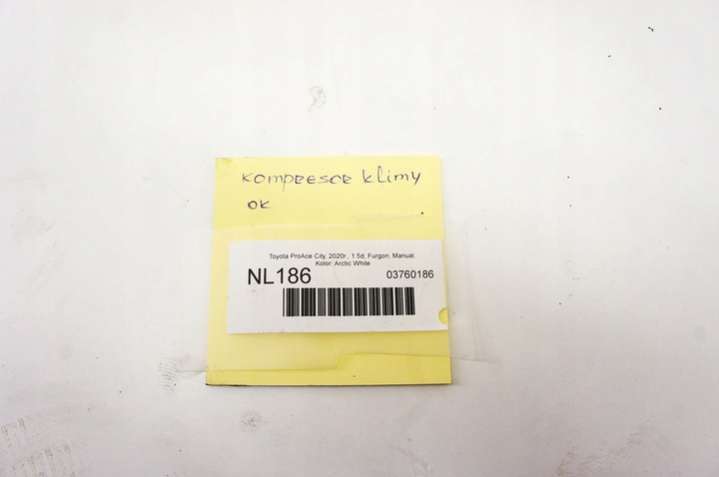 kompresor klimy
ok
Toyota ProAce City, 2020r., 1.5d, Furgon, Manual,
Kolor: Arctic White
NL186 03760186